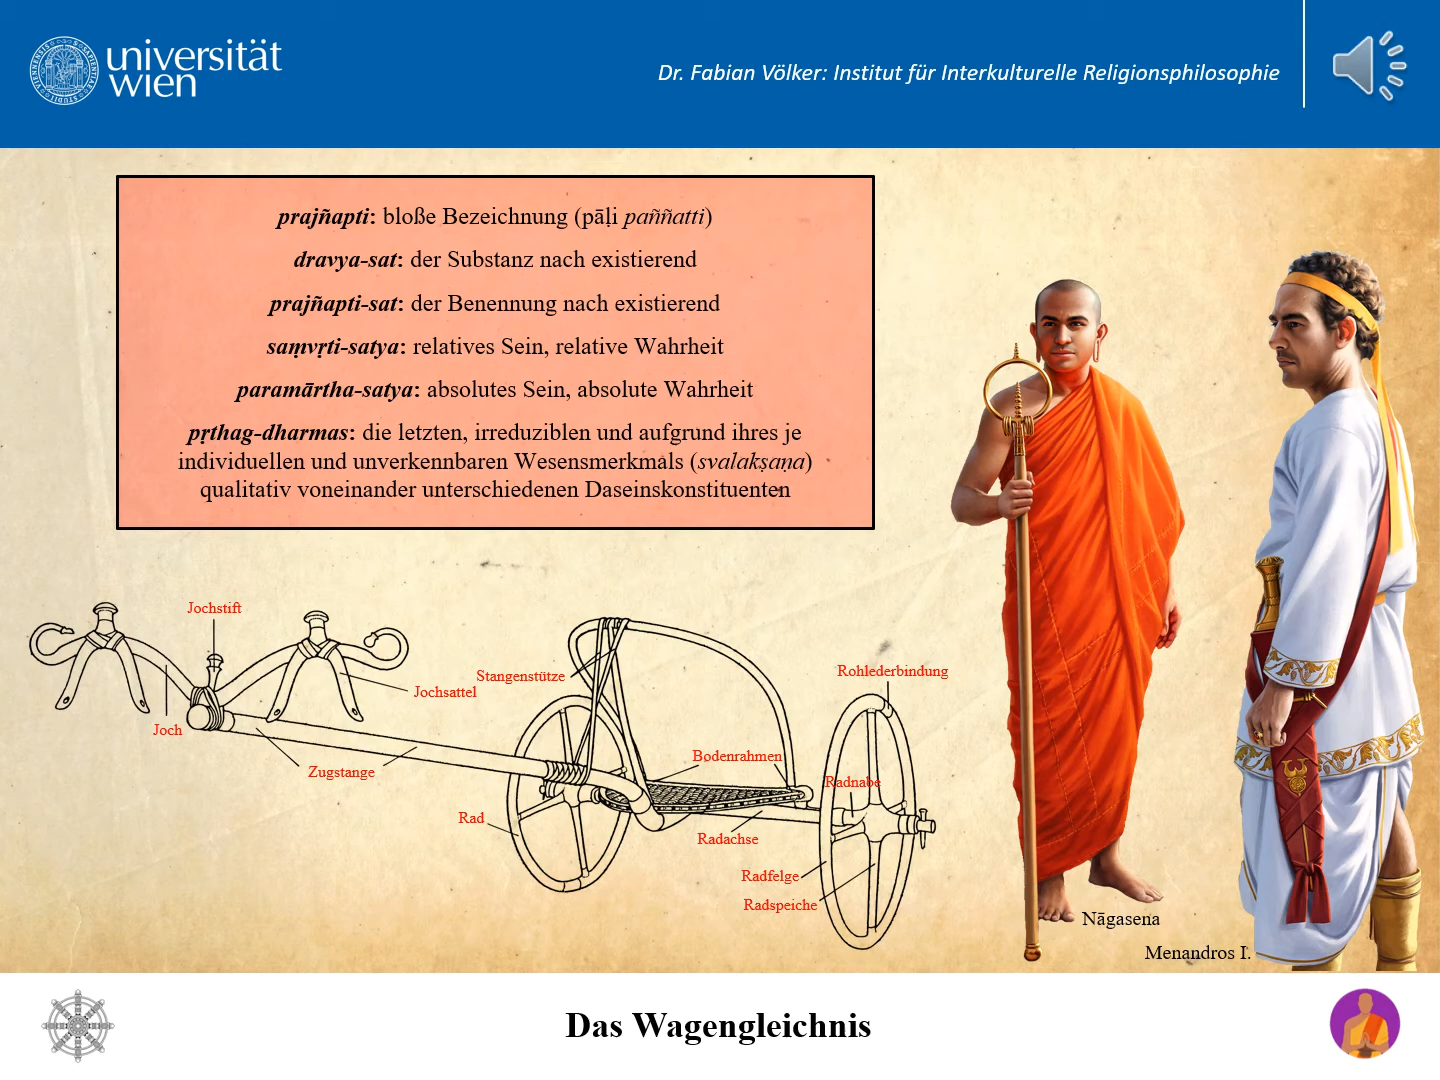 universität
wien
Dr. Fabian Völker: Institut für Interkulturelle Religionsphilosophie
prajñapti: bloße Bezeichnung (pāḷi paññatti)
dravya-sat: der Substanz nach existierend
prajñapti-sat: der Benennung nach existierend
saṃvṛti-satya: relatives Sein, relative Wahrheit
paramārtha-satya: absolutes Sein, absolute Wahrheit
pṛthag-dharmas: die letzten, irreduziblen und aufgrund ihres je
individuellen und unverkennbaren Wesensmerkmals (svalakṣaṇa)
qualitativ voneinander unterschiedenen Daseinskonstituenten
Jochstift
Stangenstütze
Rohlederbindung
Jochsattel
Joch
Bodenrahmen
Zugstange
Radnabe
Rad
Radachse
Radfelge
Radspeiche
Nāgasena
Menandros I.
Das Wagengleichnis